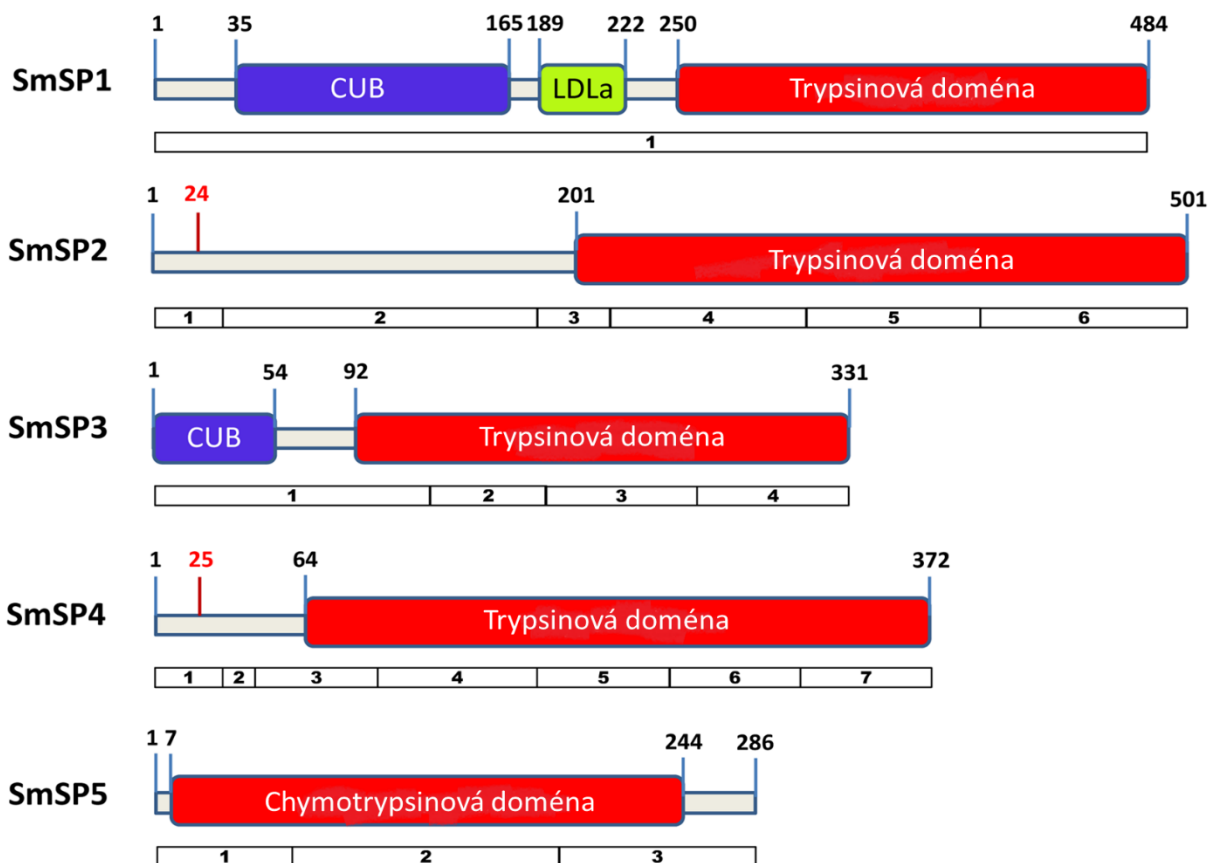 1 35 165 189 222 250 484
SmSP1 CUB LDLa Trypsinová doména
1
1 24 201 501
SmSP2 Trypsinová doména
1 2 3 4 5 6
1 54 92 331
SmSP3 CUB Trypsinová doména
1 2 3 4
1 25 64 372
SmSP4 Trypsinová doména
1 2 3 4 5 6 7
1 7 244 286
SmSP5 Chymotrypsinová doména
1 2 3